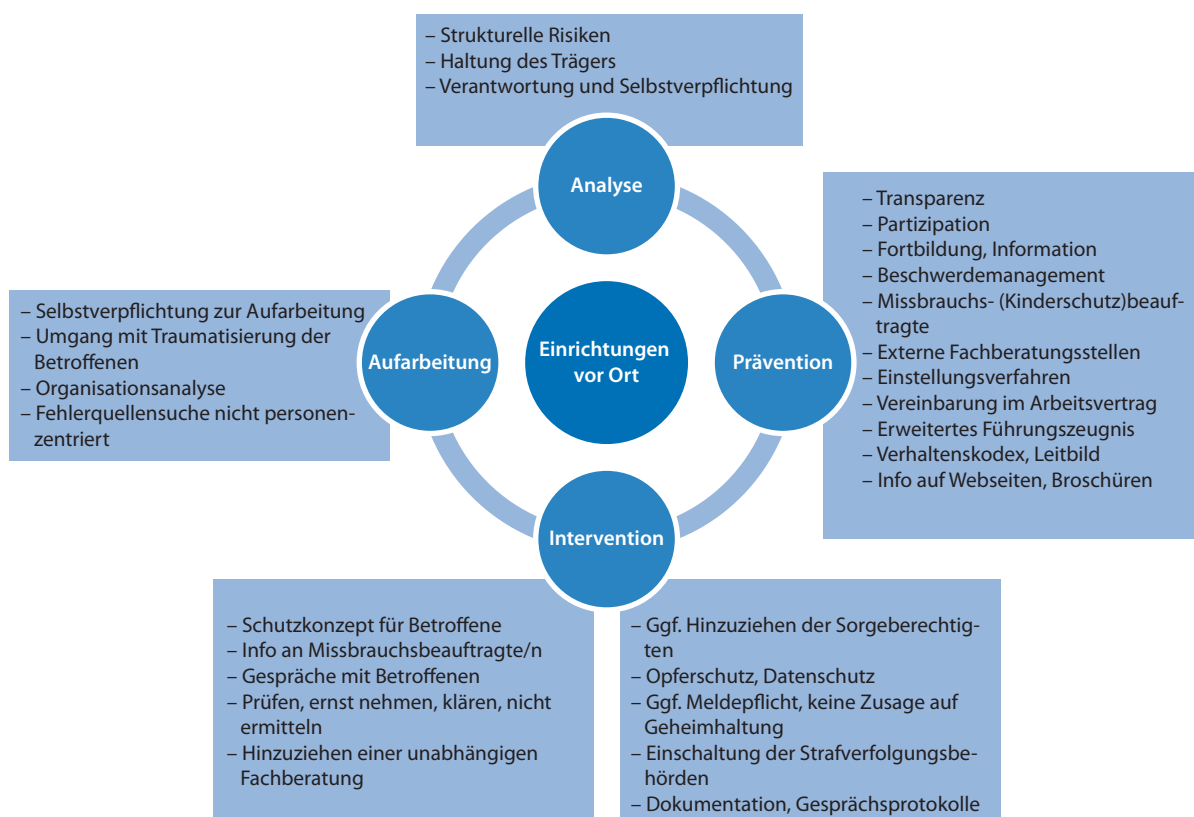 – Strukturelle Risiken
– Haltung des Trägers
– Verantwortung und Selbstverpflichtung
Analyse
– Transparenz
– Partizipation
– Fortbildung, Information
– Beschwerdemanagement
– Missbrauchs- (Kinderschutz)beauf-
tragte
– Externe Fachberatungsstellen
– Einstellungsverfahren
– Vereinbarung im Arbeitsvertrag
– Erweitertes Führungszeugnis
– Verhaltenskodex, Leitbild
– Info auf Webseiten, Broschüren
Prävention
Einrichtungen
vor Ort
Aufarbeitung
– Selbstverpflichtung zur Aufarbeitung
– Umgang mit Traumatisierung der
Betroffenen
– Organisationsanalyse
– Fehlerquellensuche nicht personen-
zentriert
Intervention
– Schutzkonzept für Betroffene
– Info an Missbrauchsbeauftragte/n
– Gespräche mit Betroffenen
– Prüfen, ernst nehmen, klären, nicht
ermitteln
– Hinzuziehen einer unabhängigen
Fachberatung
– Ggf. Hinzuziehen der Sorgeberechtig-
ten
– Opferschutz, Datenschutz
– Ggf. Meldepflicht, keine Zusage auf
Geheimhaltung
– Einschaltung der Strafverfolgungsbe-
hörden
– Dokumentation, Gesprächsprotokolle